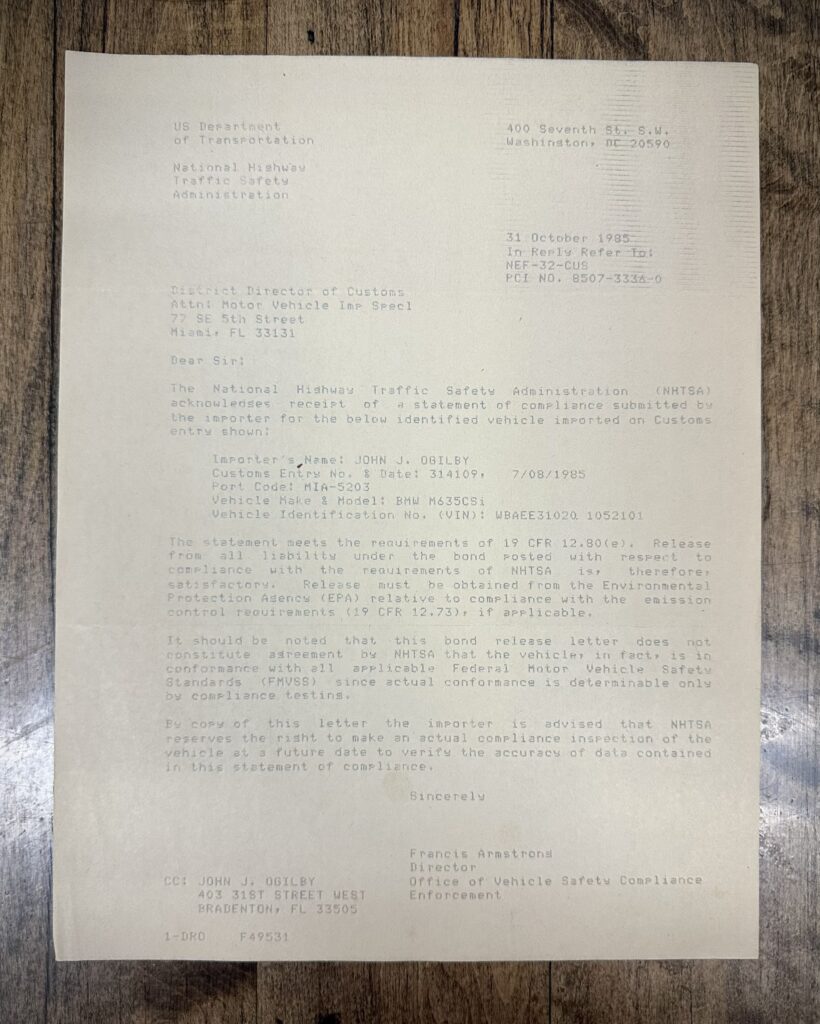 US Department
of Transportation
National Highway
Traffic Safety
Administration
400 Seventh St. S.W.
Washington, DC 20590
31 October 1985
In Reply Refer To:
NEF-32-CUS
PCI NO. 8507-3336-0
District Director of Customs
Attn: Motor Vehicle Imp Specl
77 SE 5th Street
Miami, FL 33131
Dear Sir:
The National Highway Traffic Safety Administration (NHTSA)
acknowledges receipt of a statement of compliance submitted by
the importer for the below identified vehicle imported on Customs
entry shown:
Importer's Name: JOHN J. OGILBY
Customs Entry No. & Date: 314109, 7/08/1985
Port Code: MIA-5203
Vehicle Make & Model: BMW M635CSi
Vehicle Identification No. (VIN): WBAEE31020 1052101
The statement meets the requirements of 19 CFR 12.80(e). Release
from all liability under the bond posted with respect to
compliance with the requirements of NHTSA is, therefore,
satisfactory. Release must be obtained from the Environmental
Protection Agency (EPA) relative to compliance with the emission
control requirements (19 CFR 12.73), if applicable.
It should be noted that this bond release letter does not
constitute agreement by NHTSA that the vehicle, in fact, is in
conformance with all applicable Federal Motor Vehicle Safety
Standards (FMVSS) since actual conformance is determinable only
by compliance testing.
By copy of this letter the importer is advised that NHTSA
reserves the right to make an actual compliance inspection of the
vehicle at a future date to verify the accuracy of data contained
in this statement of compliance.
Sincerely
Francis Armstrong
Director
Office of Vehicle Safety Compliance
Enforcement
CC: JOHN J. OGILBY
403 31ST STREET WEST
BRADENTON, FL 33505
1-DRO F49531